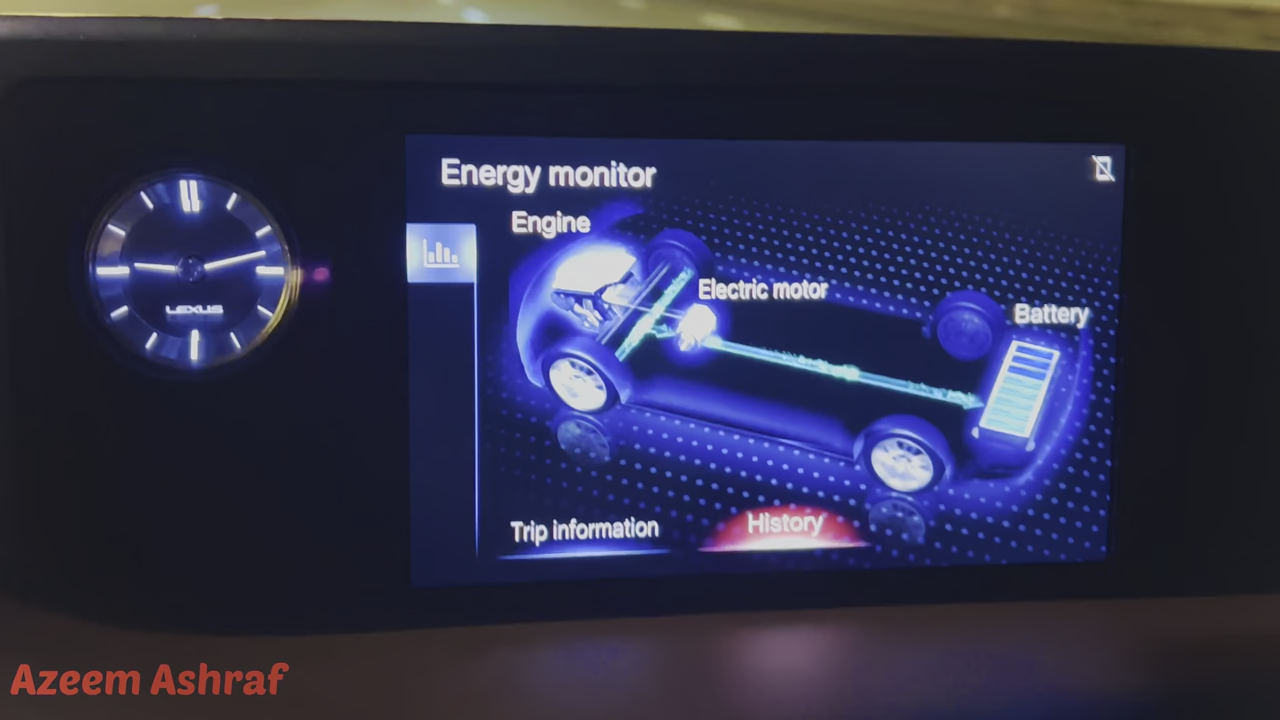 Energy monitor
Engine
Electric motor
Battery
LEXUS
Trip information
History
Azeem Ashraf